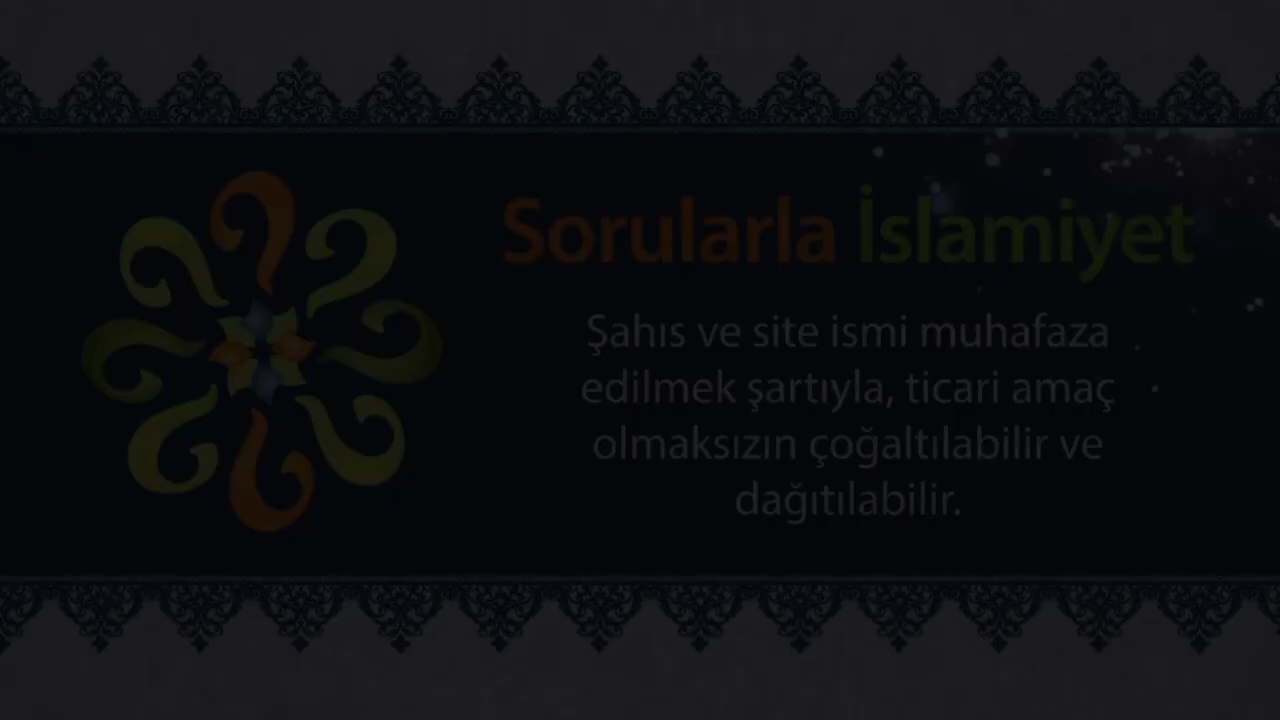 Sorularla İslamiyet
Şahıs ve site ismi muhafaza
edilmek şartıyla, ticari amaç
olmaksızın çoğaltılabilir ve
dağıtılabilir.